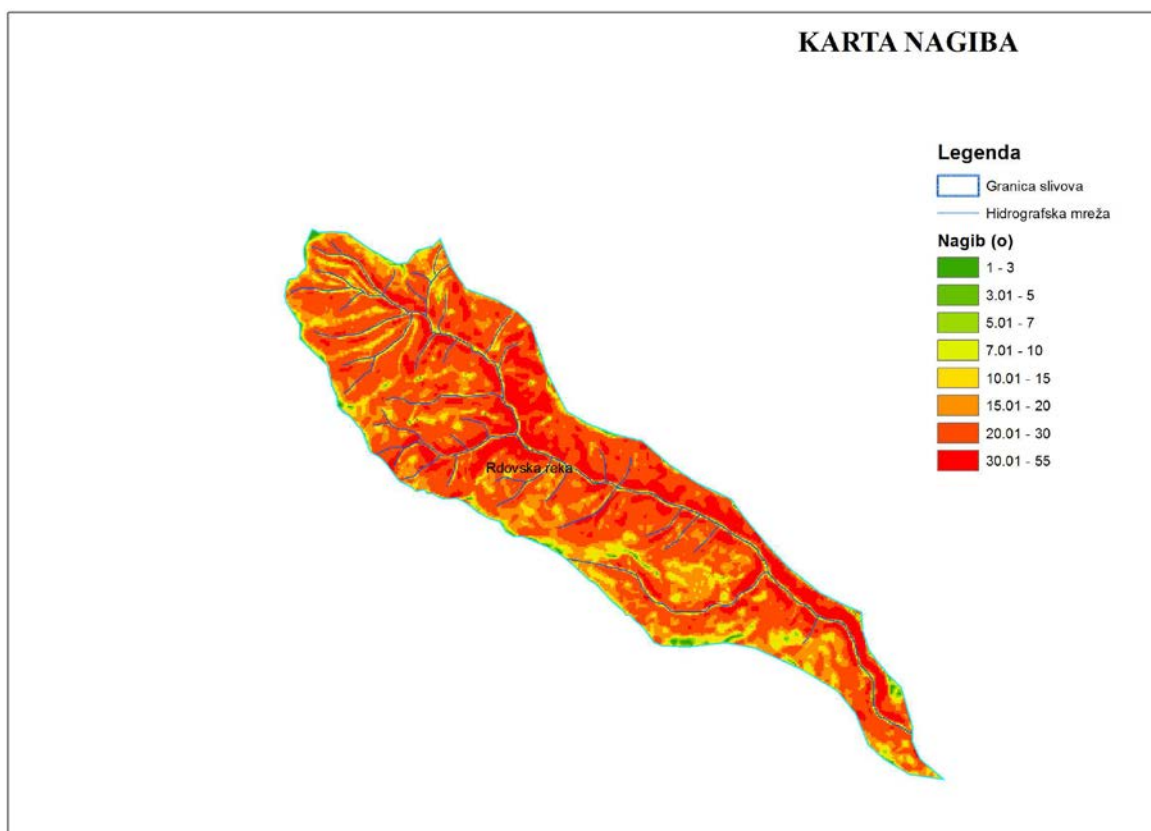 KARTA NAGIBA
Legenda
Granica slivova
Hidrografska mreža
Nagib (o)
1 - 3
3.01 - 5
5.01 - 7
7.01 - 10
10.01 - 15
15.01 - 20
20.01 - 30
30.01 - 55
Rdovska reka